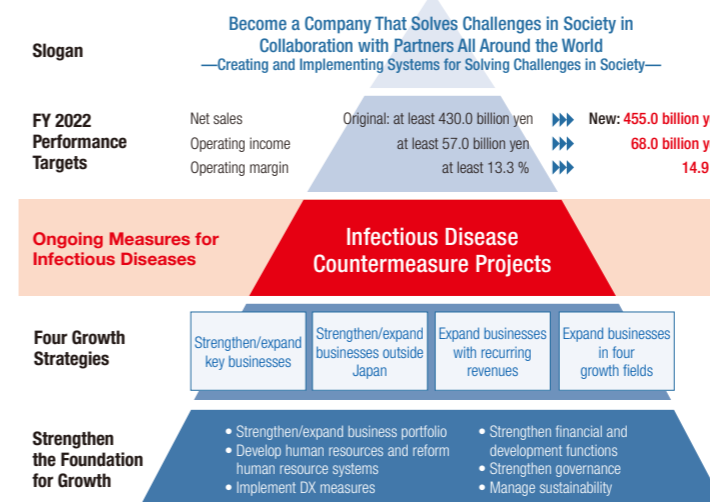 Slogan
Become a Company That Solves Challenges in Society in
Collaboration with Partners All Around the World
—Creating and Implementing Systems for Solving Challenges in Society—
FY 2022
Performance
Targets
Net sales Original: at least 430.0 billion yen New: 455.0 billion y
Operating income at least 57.0 billion yen 68.0 billion y
Operating margin at least 13.3 % 14.9
Ongoing Measures for
Infectious Diseases
Infectious Disease
Countermeasure Projects
Four Growth
Strategies
Strengthen/expand
key businesses
Strengthen/expand
businesses outside
Japan
Expand businesses
with recurring
revenues
Expand businesses
in four
growth fields
Strengthen
the Foundation
for Growth
• Strengthen/expand business portfolio
• Develop human resources and reform
human resource systems
• Implement DX measures
• Strengthen financial and
development functions
• Strengthen governance
• Manage sustainability